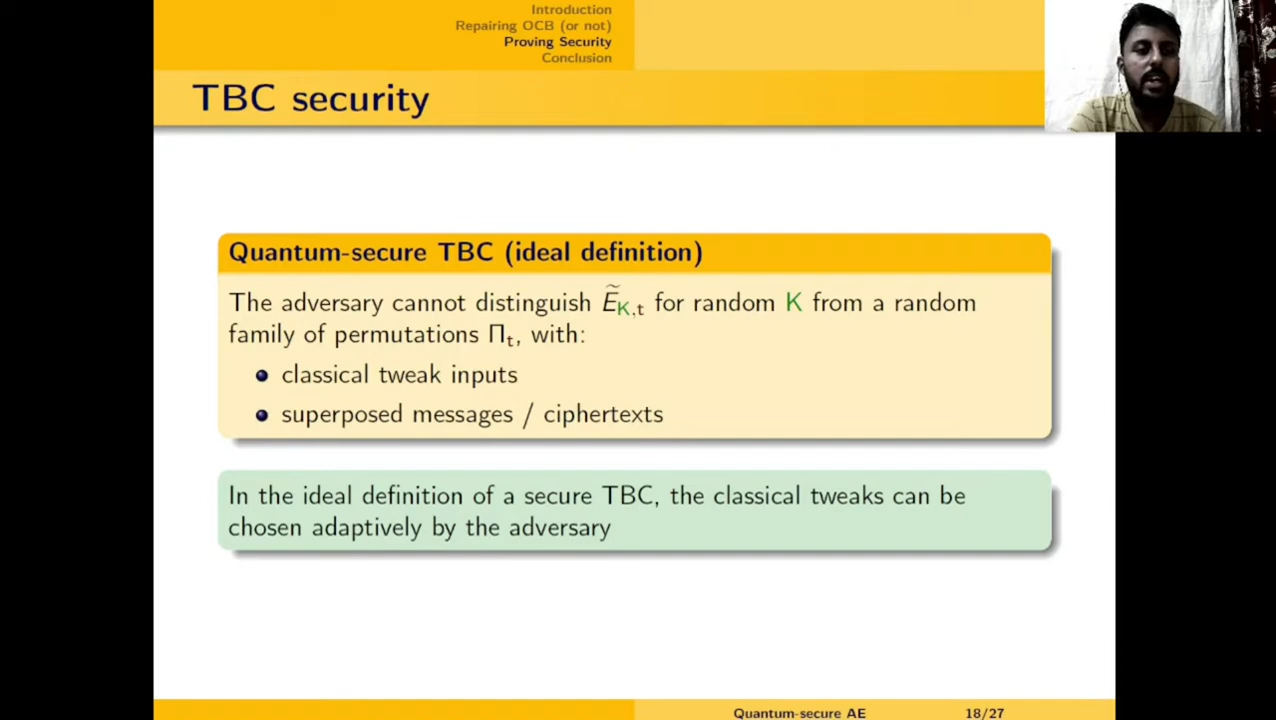 Introduction
Repairing OCB (or not)
Proving Security
Conclusion
TBC security
Quantum-secure TBC (ideal definition)
The adversary cannot distinguish Ẽ_K,t for random K from a random
family of permutations Π_t, with:
classical tweak inputs
superposed messages / ciphertexts
In the ideal definition of a secure TBC, the classical tweaks can be
chosen adaptively by the adversary
Quantum-secure AE 18/27